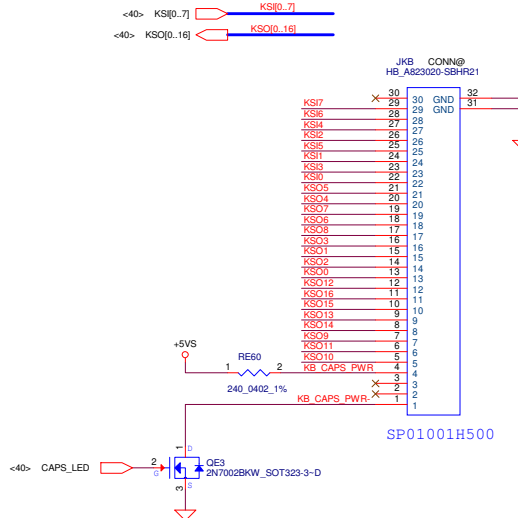 <40> KSI[0..7] KSI[0..7]
<40> KSO[0..16] KSO[0..16]
JKB CONN@
HB_A823020-SBHR21
30 30 GND 32
KSI7 29 29 GND 31
KSI6 28 28
KSI4 27 27
KSI2 26 26
KSI5 25 25
KSI1 24 24
KSI3 23 23
KSI0 22 22
KSO5 21 21
KSO4 20 20
KSO7 19 19
KSO6 18 18
KSO8 17 17
KSO3 16 16
KSO1 15 15
KSO2 14 14
KSO0 13 13
KSO12 12 12
KSO16 11 11
KSO15 10 10
KSO13 9 9
KSO14 8 8
KSO9 7 7
KSO11 6 6
KSO10 5 5
+5VS
RE60
1 2 KB_CAPS_PWR 4 4
3 3
240_0402_1%
2 2
KB_CAPS_PWR- 1 1
SP01001H500
1 D
<40> CAPS_LED 2 G
QE3
2N7002BKW_SOT323-3~D
3 S